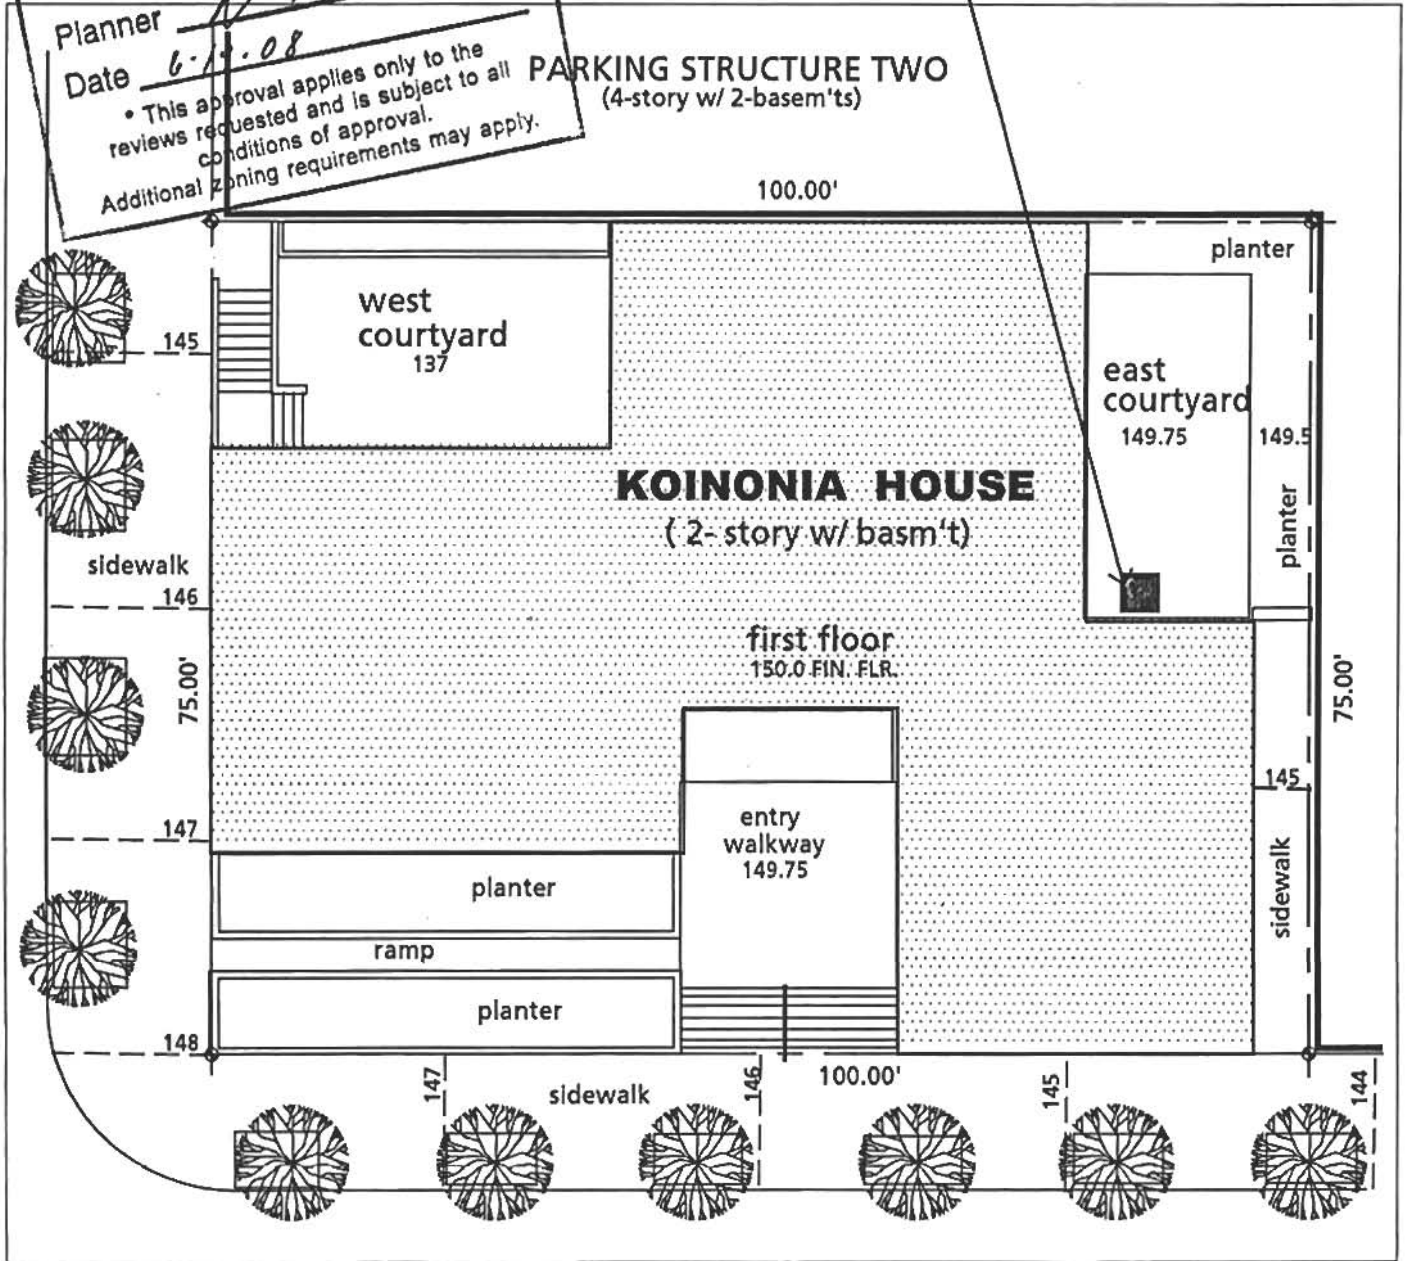 Planner
Date
• This approval applies only to the
reviews requested and is subject to all
conditions of approval.
Additional zoning requirements may apply.
PARKING STRUCTURE TWO
(4-story w/ 2-basem'ts)
100.00'
planter
west
courtyard
137
145
east
courtyard
149.75
149.5
planter
KOINONIA HOUSE
( 2- story w/ basm't)
sidewalk
146
first floor
150.0 FIN. FLR.
75.00'
75.00'
145
entry
walkway
149.75
147
planter
sidewalk
ramp
planter
148
147
sidewalk
146
100.00'
145
144